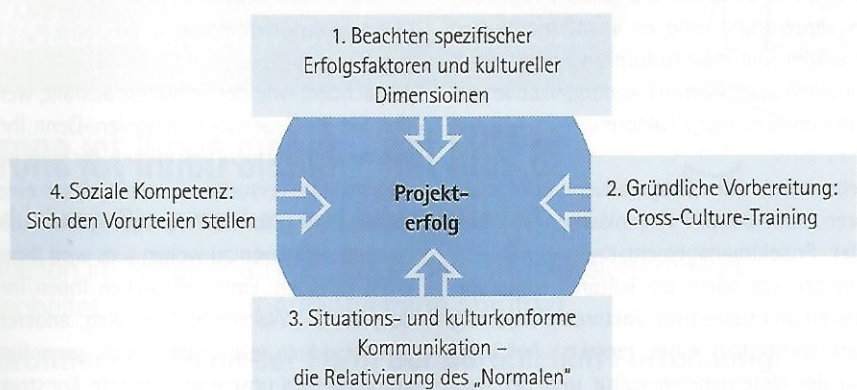 1. Beachten spezifischer
Erfolgsfaktoren und kultureller
Dimensioinen
4. Soziale Kompetenz:
Sich den Vorurteilen stellen
Projekt-
erfolg
2. Gründliche Vorbereitung:
Cross-Culture-Training
3. Situations- und kulturkonforme
Kommunikation –
die Relativierung des „Normalen"